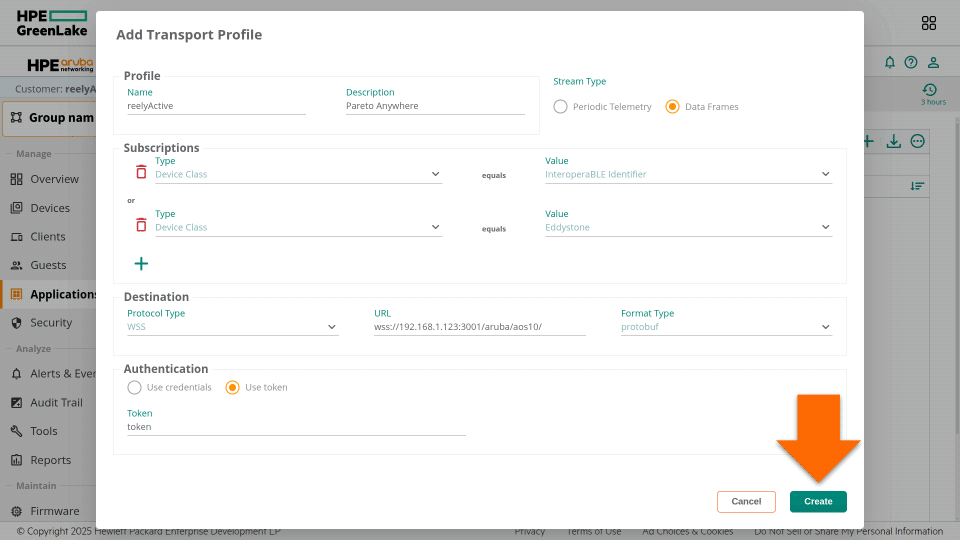 HPE
GreenLake
HPE aruba
networking
Customer: reelyA
Group nam
3 hours
Manage
Overview
Devices
Clients
Guests
Applications
Security
Analyze
Alerts & Even
Audit Trail
Tools
Reports
Maintain
Firmware
Add Transport Profile
Profile
Name
reelyActive
Description
Pareto Anywhere
Stream Type
Periodic Telemetry
Data Frames
Subscriptions
Type
Device Class
equals
Value
InteroperaBLE Identifier
or
Type
Device Class
equals
Value
Eddystone
Destination
Protocol Type
WSS
URL
wss://192.168.1.123:3001/aruba/aos10/
Format Type
protobuf
Authentication
Use credentials
Use token
Token
token
Cancel
Create
© Copyright 2025 Hewlett Packard Enterprise Development LP
Privacy
Terms of Use
Ad Choices & Cookies
Do Not Sell or Share My Personal Information